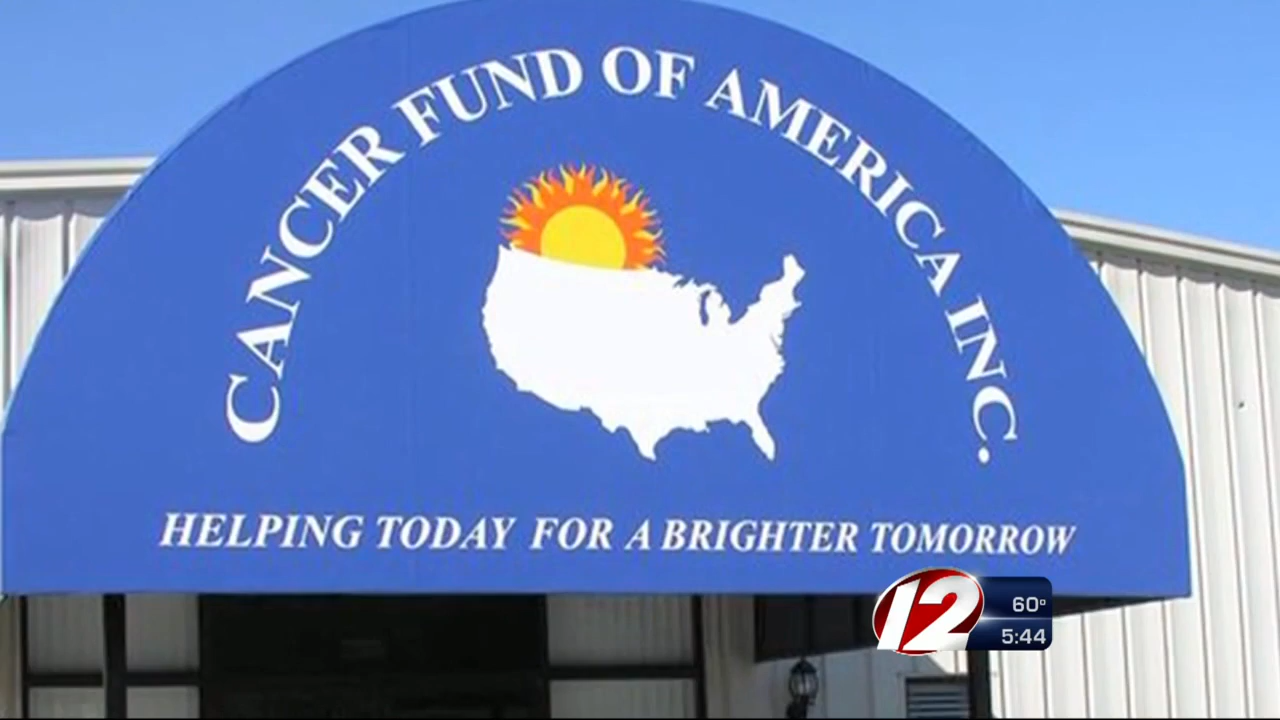 CANCER FUND OF AMERICA INC.
HELPING TODAY FOR A BRIGHTER TOMORROW
12
60°
5:44